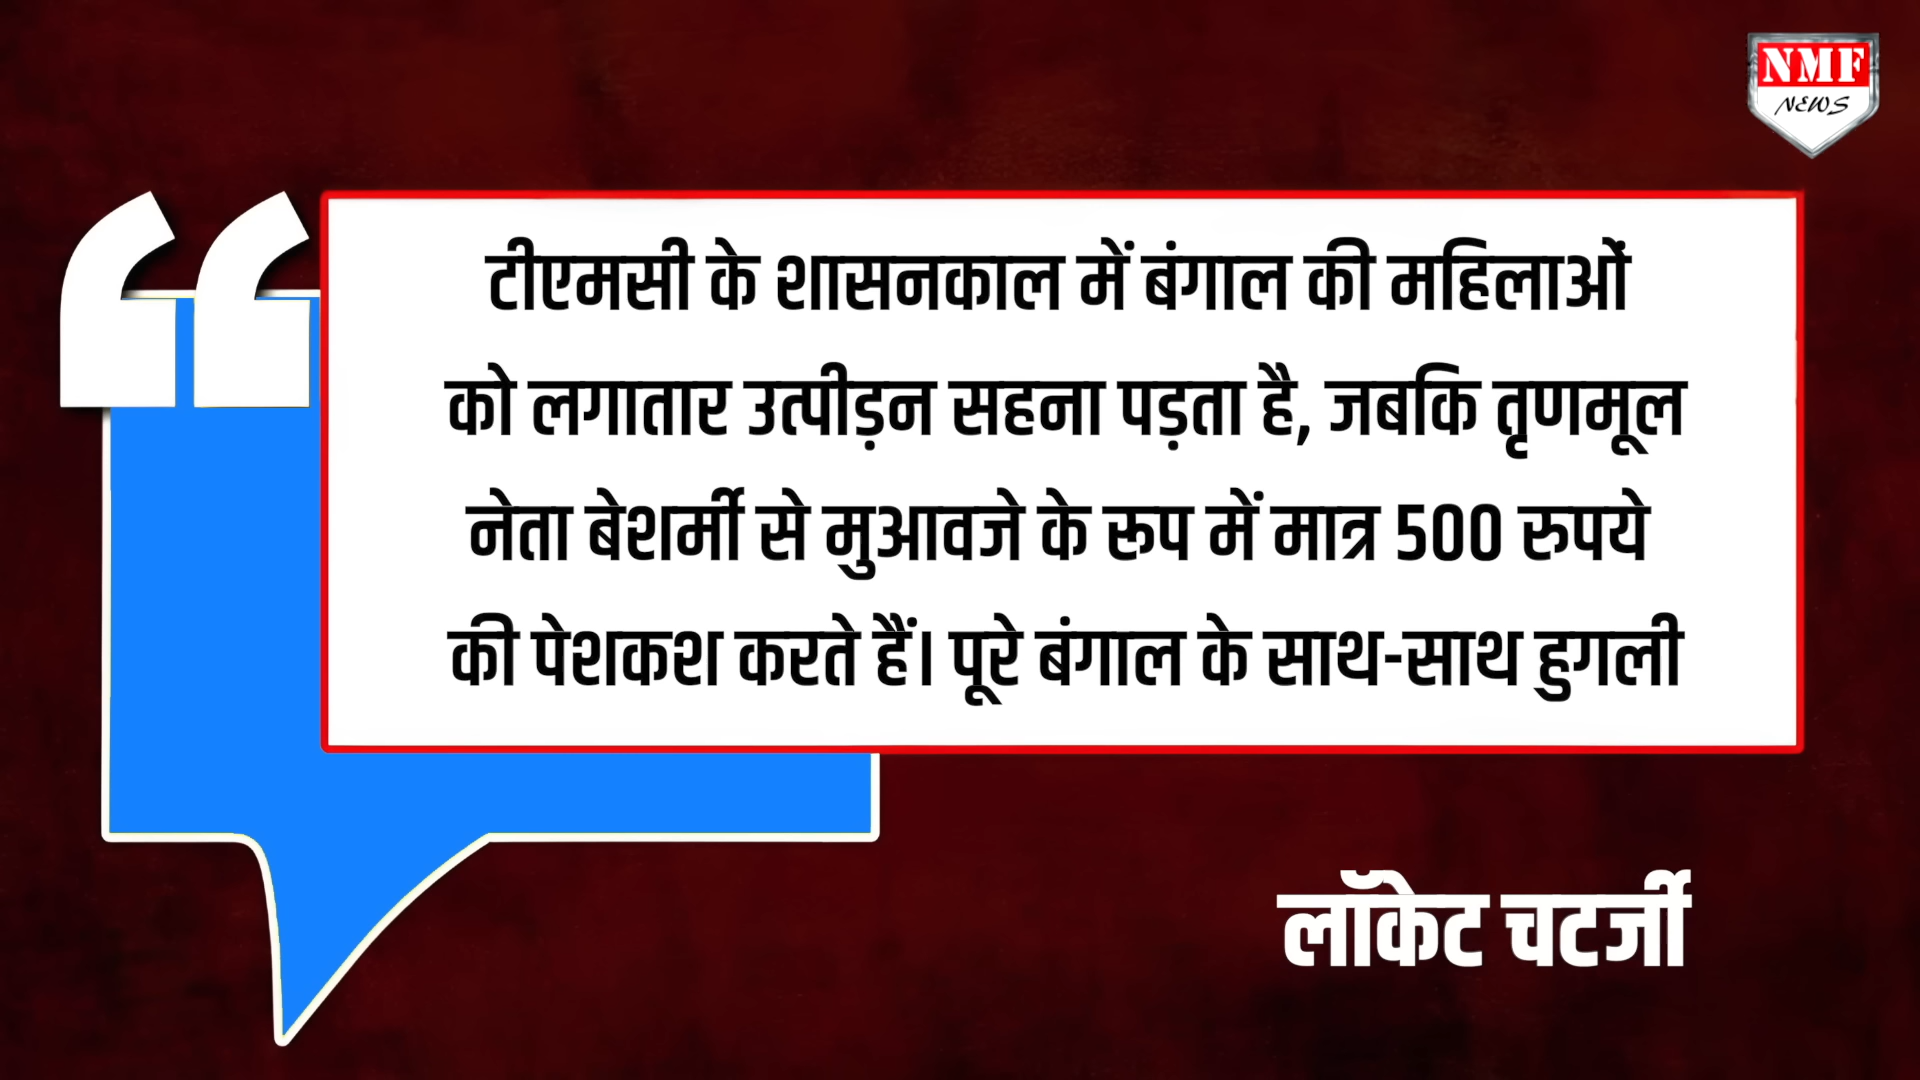 NMF
NEWS
टीएमसी के शासनकाल में बंगाल की महिलाओं
को लगातार उत्पीड़न सहना पड़ता है, जबकि तृणमूल
नेता बेशर्मी से मुआवजे के रूप में मात्र 500 रुपये
की पेशकश करते हैं। पूरे बंगाल के साथ-साथ हुगली
लॉकेट चटर्जी